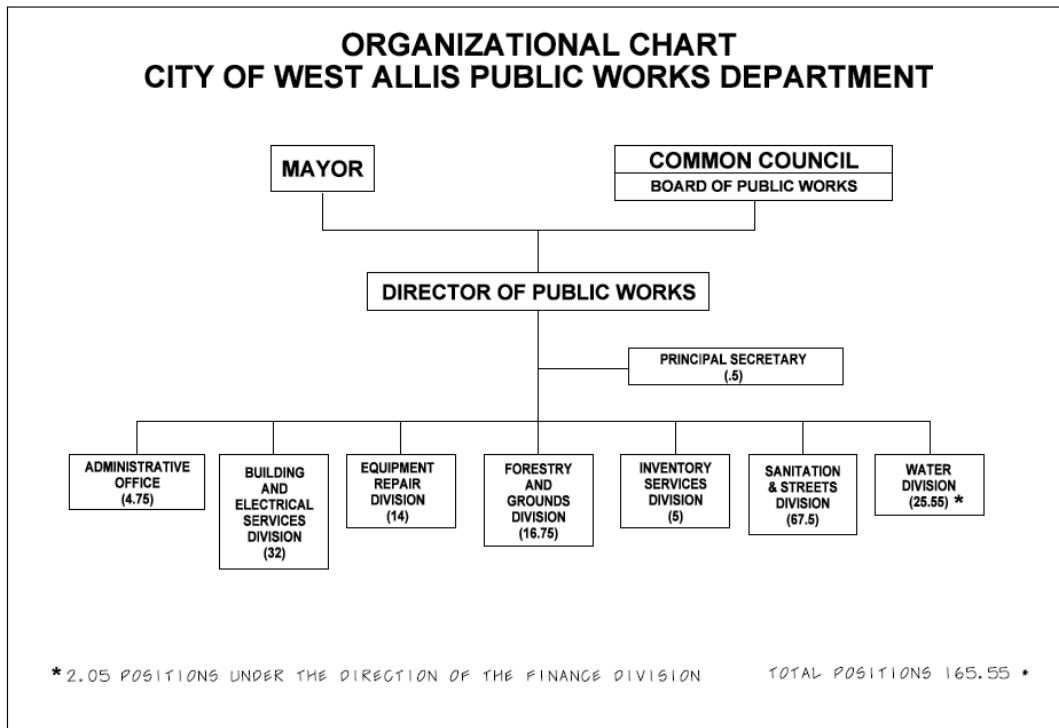 ORGANIZATIONAL CHART
CITY OF WEST ALLIS PUBLIC WORKS DEPARTMENT
MAYOR
COMMON COUNCIL
BOARD OF PUBLIC WORKS
DIRECTOR OF PUBLIC WORKS
PRINCIPAL SECRETARY
(.5)
ADMINISTRATIVE
OFFICE
(4.75)
BUILDING
AND
ELECTRICAL
SERVICES
DIVISION
(32)
EQUIPMENT
REPAIR
DIVISION
(14)
FORESTRY
AND
GROUNDS
DIVISION
(16.75)
INVENTORY
SERVICES
DIVISION
(5)
SANITATION
& STREETS
DIVISION
(67.5)
WATER
DIVISION
(25.55) *
* 2.05 POSITIONS UNDER THE DIRECTION OF THE FINANCE DIVISION
TOTAL POSITIONS 165.55 *